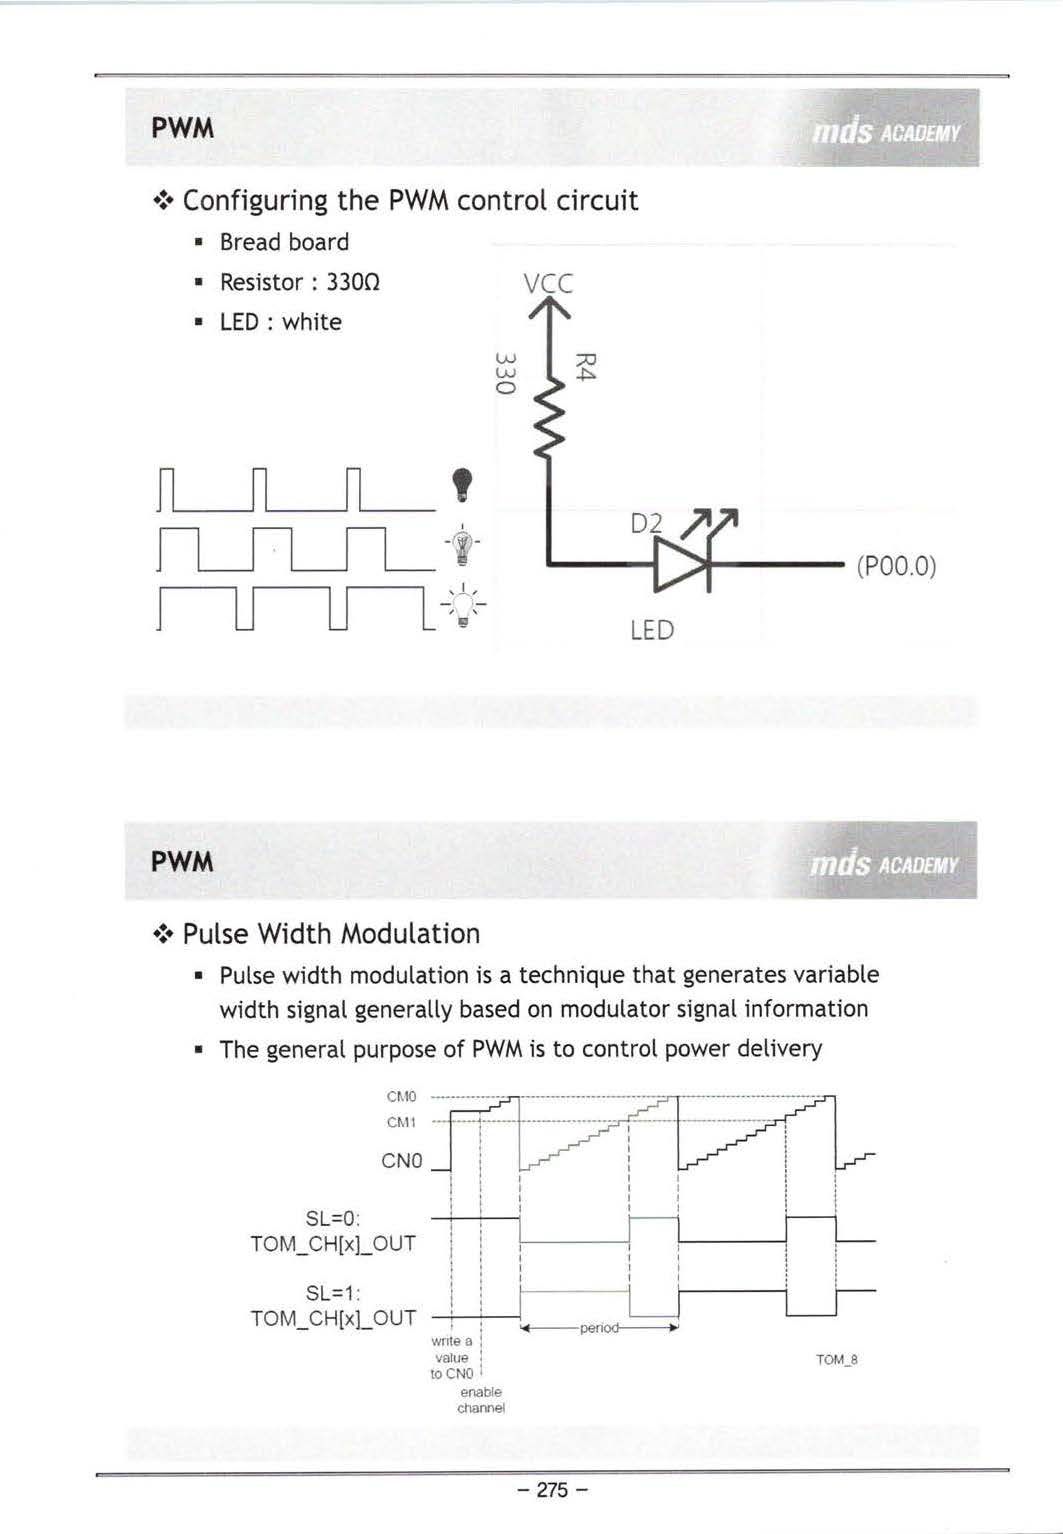 PWM
mds ACADEMY
❖ Configuring the PWM control circuit
▪ Bread board
▪ Resistor : 330Ω
▪ LED : white
VCC
330
R4
D2
(P00.0)
LED
PWM
mds ACADEMY
❖ Pulse Width Modulation
▪ Pulse width modulation is a technique that generates variable
width signal generally based on modulator signal information
▪ The general purpose of PWM is to control power delivery
CM0
CM1
CN0
SL=0:
TOM_CH[x]_OUT
SL=1:
TOM_CH[x]_OUT
period
write a
value
to CN0
enable
channel
TOM_8
- 275 -